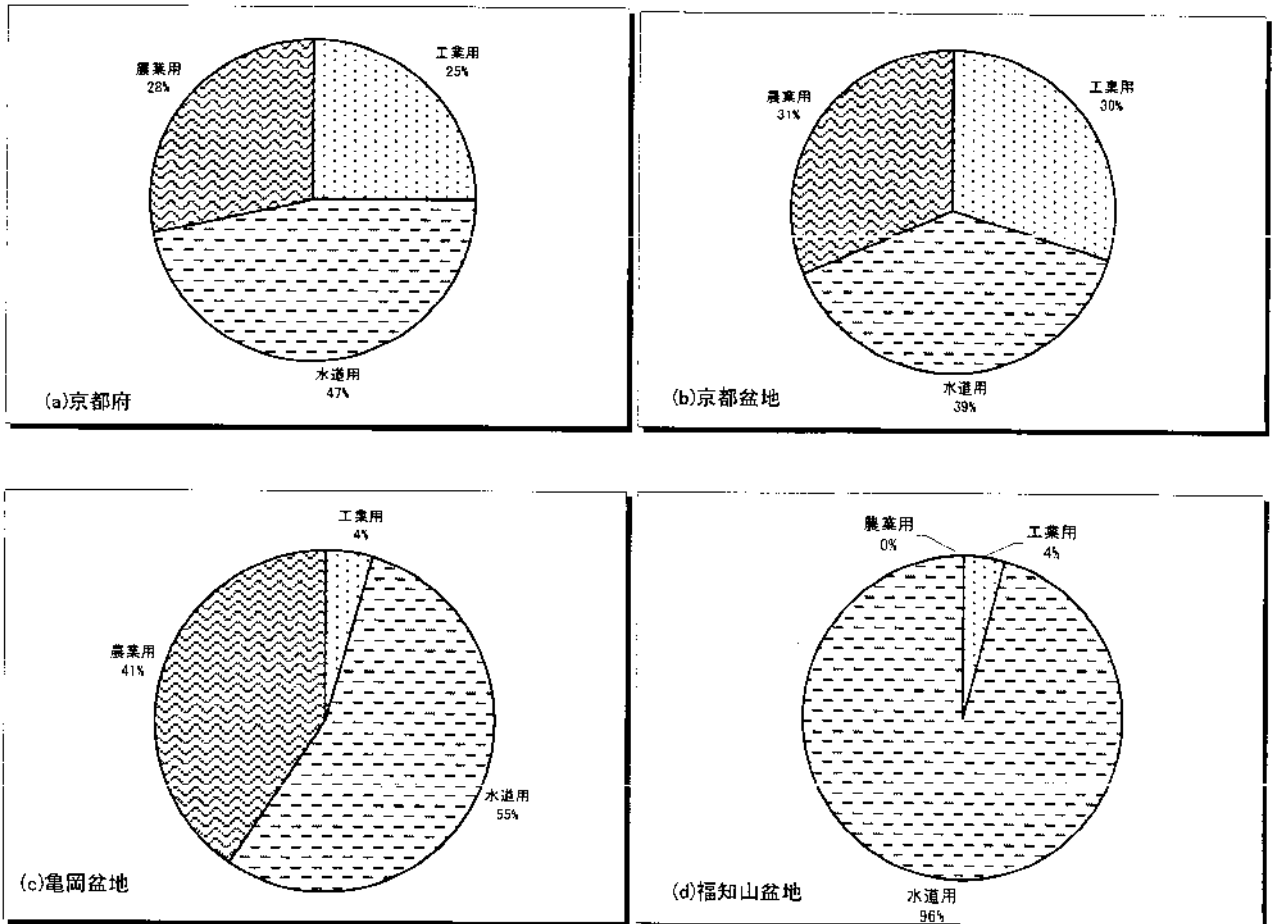 工業用
25%
農業用
28%
水道用
47%
(a)京都府
工業用
30%
農業用
31%
水道用
39%
(b)京都盆地
工業用
4%
農業用
41%
水道用
55%
(c)亀岡盆地
農業用
0%
工業用
4%
水道用
96%
(d)福知山盆地